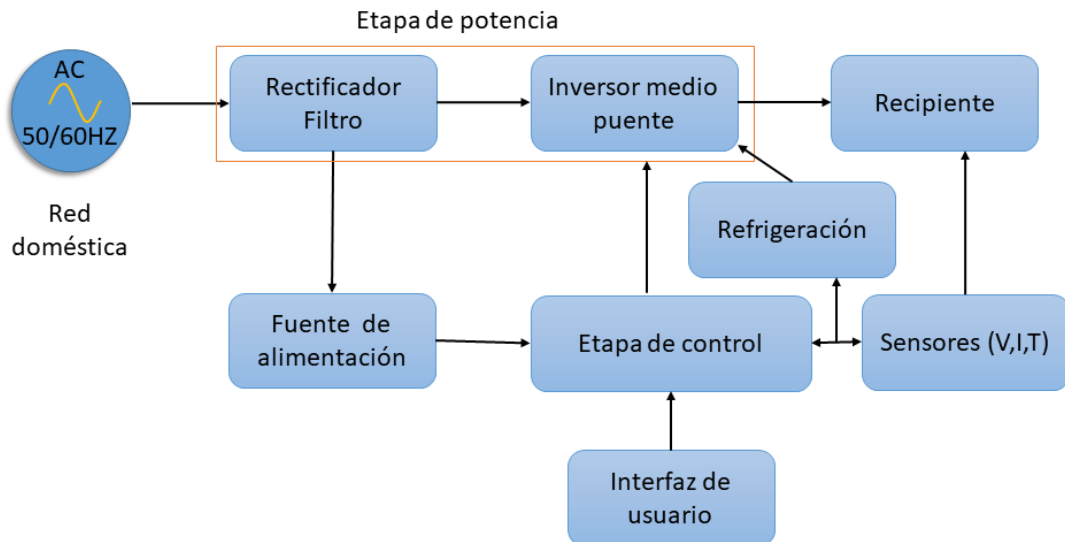 Etapa de potencia
AC
50/60HZ
Red
doméstica
Rectificador
Filtro
Inversor medio
puente
Recipiente
Refrigeración
Fuente de
alimentación
Etapa de control
Sensores (V,I,T)
Interfaz de
usuario